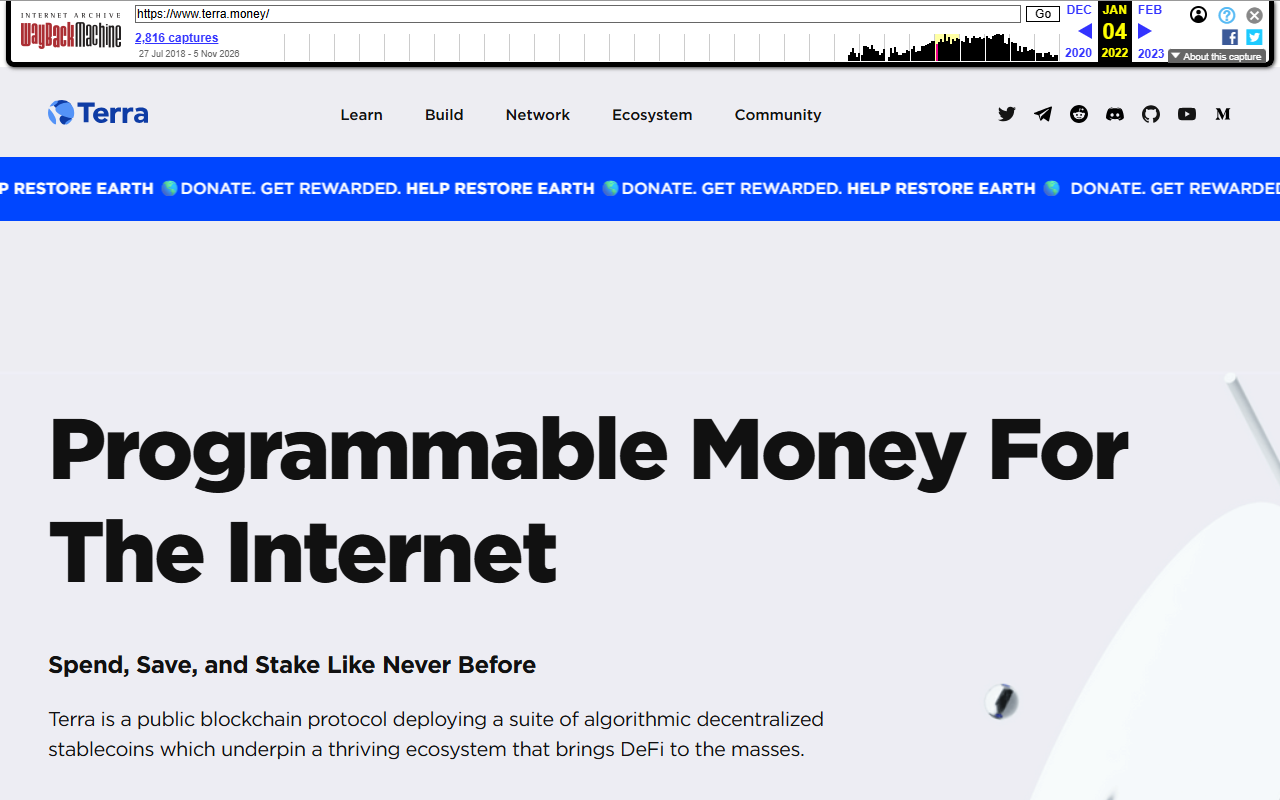 INTERNET ARCHIVE
WayBackMachine
https://www.terra.money/
Go
DEC
JAN
FEB
2,816 captures
04
27 Jul 2018 - 5 Nov 2026
2020
2022
2023
About this capture
Terra
Learn
Build
Network
Ecosystem
Community
P RESTORE EARTH 🌎 DONATE. GET REWARDED. HELP RESTORE EARTH 🌎 DONATE. GET REWARDED. HELP RESTORE EARTH 🌎 DONATE. GET REWARDED
Programmable Money For
The Internet
Spend, Save, and Stake Like Never Before
Terra is a public blockchain protocol deploying a suite of algorithmic decentralized
stablecoins which underpin a thriving ecosystem that brings DeFi to the masses.